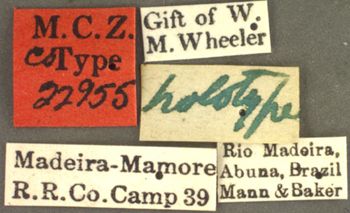 M.C.Z.
CoType
22955
Gift of W.
M. Wheeler
holotype
Madeira-Mamore
R.R.Co. Camp 39
Rio Madeira,
Abuna, Brazil
Mann & Baker